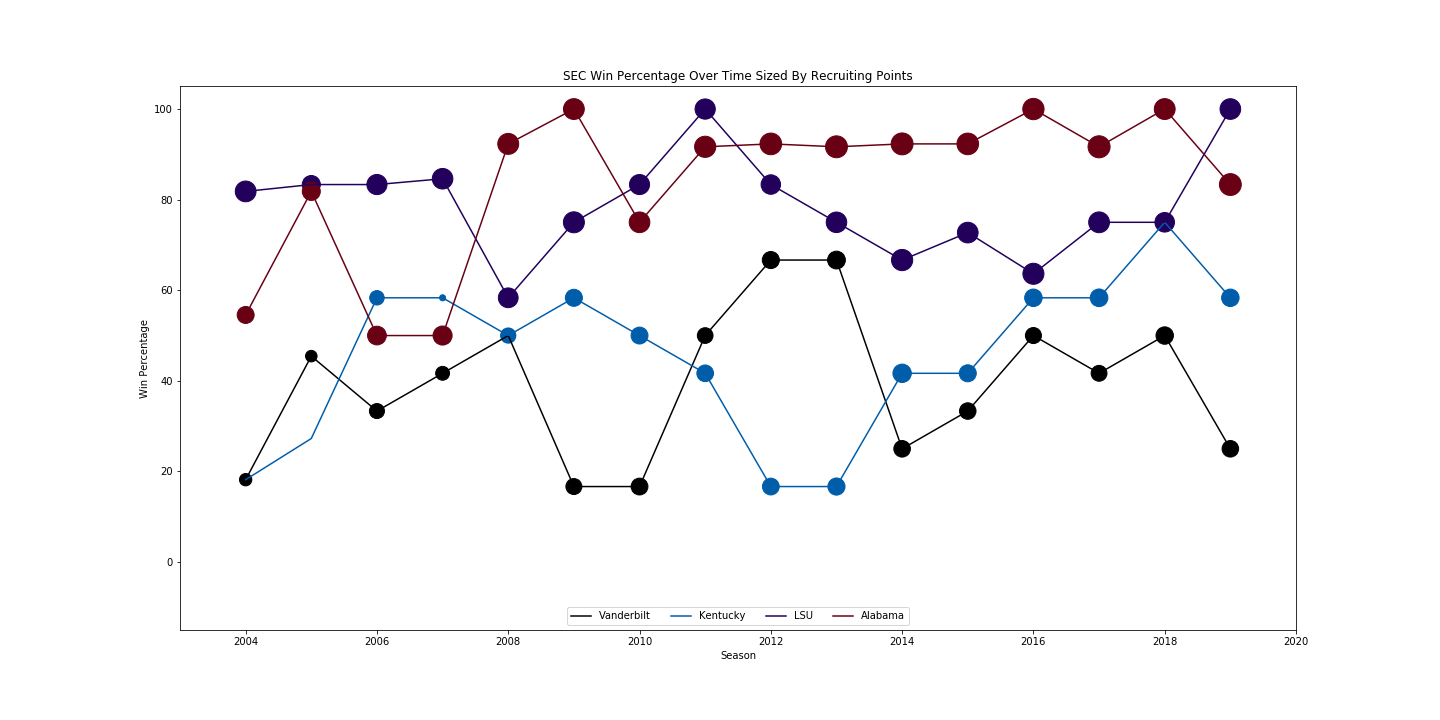 SEC Win Percentage Over Time Sized By Recruiting Points
100
80
60
40
20
0
Win Percentage
Vanderbilt Kentucky LSU Alabama
2004 2006 2008 2010 2012 2014 2016 2018 2020
Season